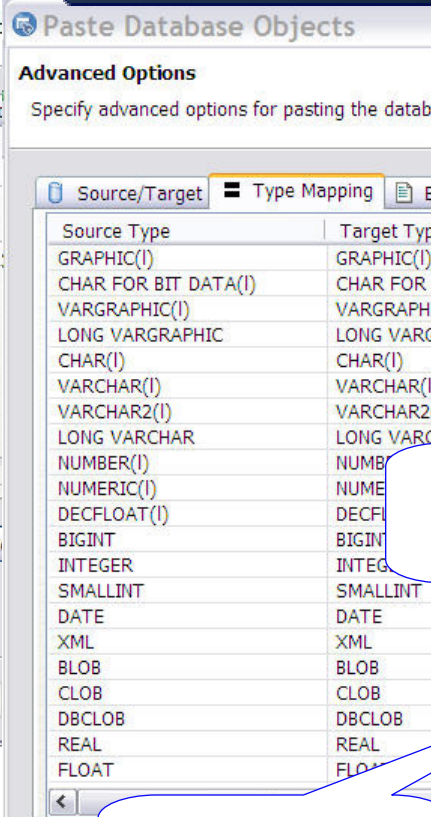 Paste Database Objects
Advanced Options
Specify advanced options for pasting the datab
Source/Target Type Mapping
Source Type Target Typ
GRAPHIC(l) GRAPHIC(l)
CHAR FOR BIT DATA(l) CHAR FOR
VARGRAPHIC(l) VARGRAPH
LONG VARGRAPHIC LONG VARG
CHAR(l) CHAR(l)
VARCHAR(l) VARCHAR(l
VARCHAR2(l) VARCHAR2
LONG VARCHAR LONG VARC
NUMBER(l) NUMB
NUMERIC(l) NUME
DECFLOAT(l) DECFL
BIGINT BIGINT
INTEGER INTEG
SMALLINT SMALLINT
DATE DATE
XML XML
BLOB BLOB
CLOB CLOB
DBCLOB DBCLOB
REAL REAL
FLOAT FLOAT